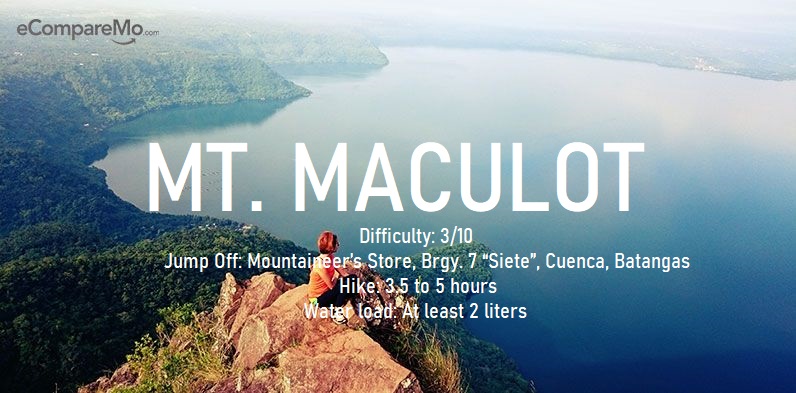 eCompareMo.com
MT. MACULOT
Difficulty: 3/10
Jump Off: Mountaineer's Store, Brgy. 7 “Siete”, Cuenca, Batangas
Hike: 3.5 to 5 hours
Water load: At least 2 liters